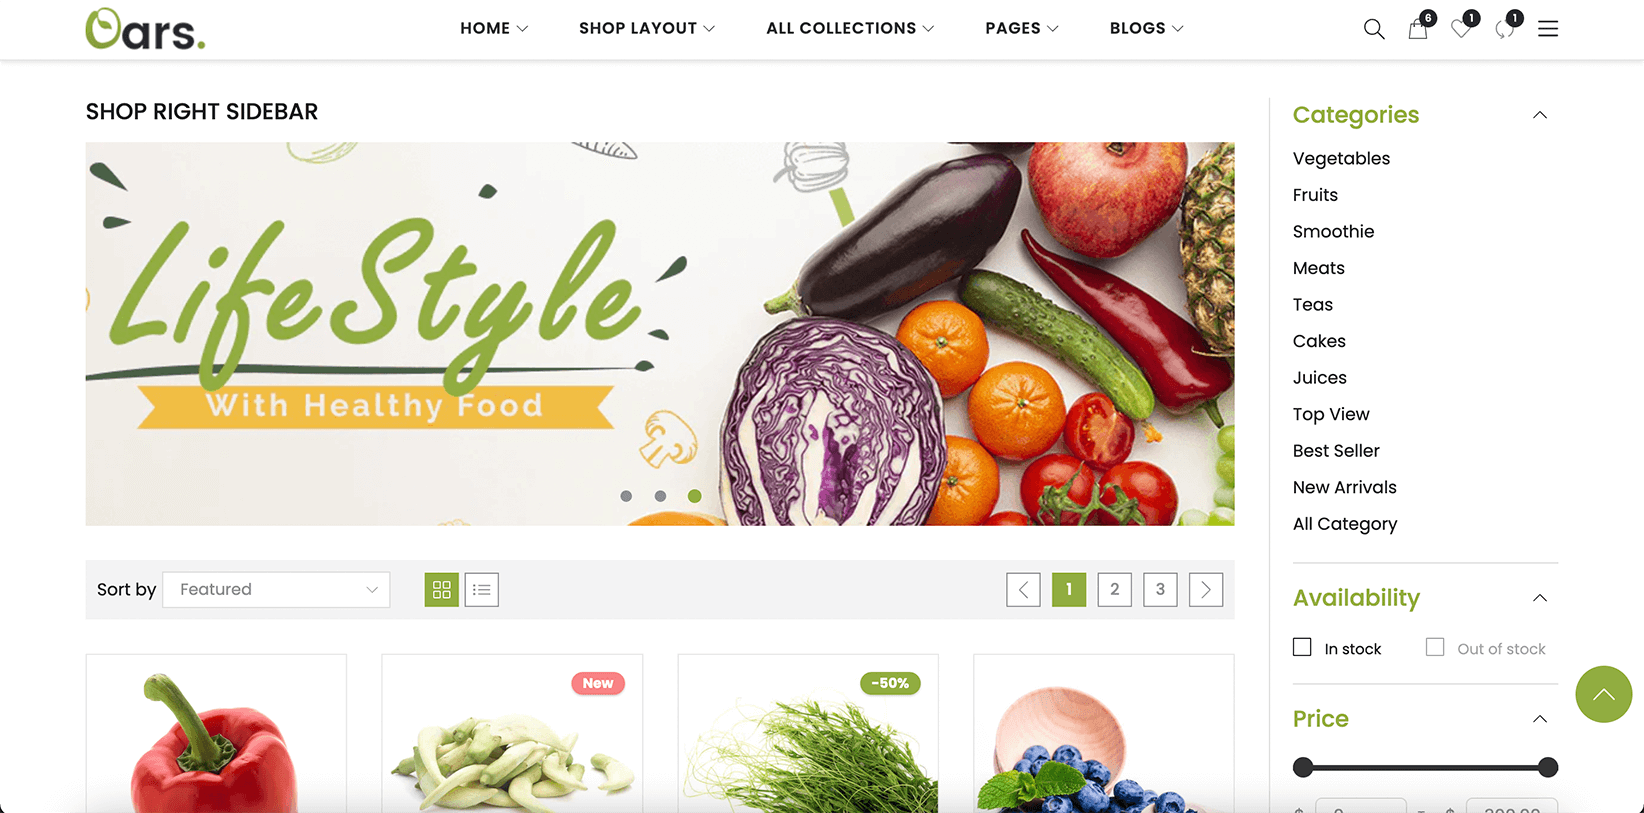 Oars.
HOME
SHOP LAYOUT
ALL COLLECTIONS
PAGES
BLOGS
6
1
1
SHOP RIGHT SIDEBAR
LifeStyle
With Healthy Food
Sort by
Featured
1
2
3
New
-50%
Categories
Vegetables
Fruits
Smoothie
Meats
Teas
Cakes
Juices
Top View
Best Seller
New Arrivals
All Category
Availability
In stock
Out of stock
Price